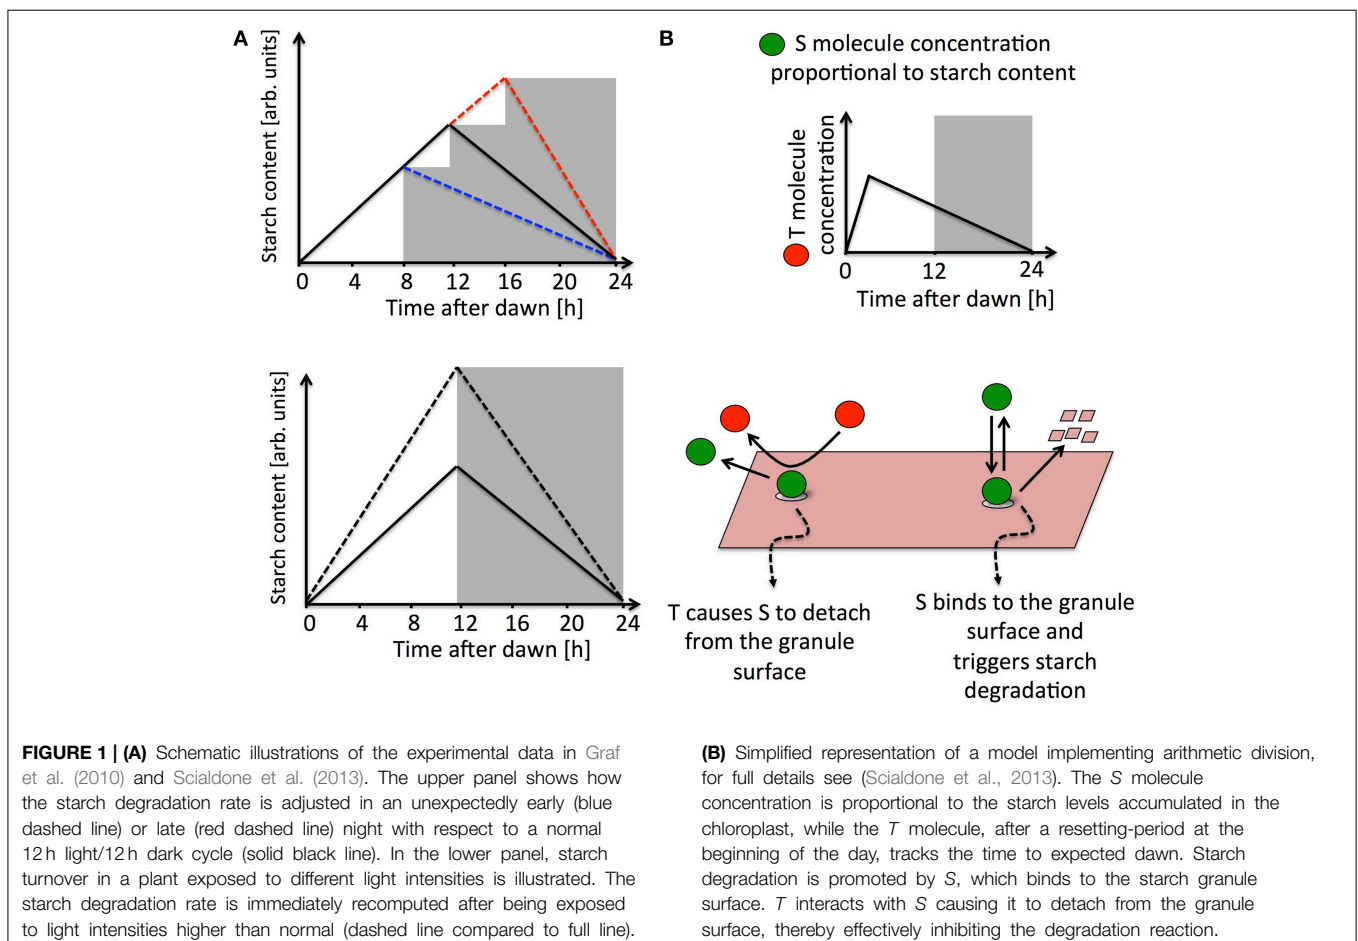 A
Starch content [arb. units]
0 4 8 12 16 20 24
Time after dawn [h]
Starch content [arb. units]
0 4 8 12 16 20 24
Time after dawn [h]
B
S molecule concentration
proportional to starch content
T molecule
concentration
0 12 24
Time after dawn [h]
T causes S to detach
from the granule
surface
S binds to the granule
surface and
triggers starch
degradation
FIGURE 1 | (A) Schematic illustrations of the experimental data in Graf
et al. (2010) and Scialdone et al. (2013). The upper panel shows how
the starch degradation rate is adjusted in an unexpectedly early (blue
dashed line) or late (red dashed line) night with respect to a normal
12 h light/12 h dark cycle (solid black line). In the lower panel, starch
turnover in a plant exposed to different light intensities is illustrated. The
starch degradation rate is immediately recomputed after being exposed
to light intensities higher than normal (dashed line compared to full line).
(B) Simplified representation of a model implementing arithmetic division,
for full details see (Scialdone et al., 2013). The S molecule
concentration is proportional to the starch levels accumulated in the
chloroplast, while the T molecule, after a resetting-period at the
beginning of the day, tracks the time to expected dawn. Starch
degradation is promoted by S, which binds to the starch granule
surface. T interacts with S causing it to detach from the granule
surface, thereby effectively inhibiting the degradation reaction.